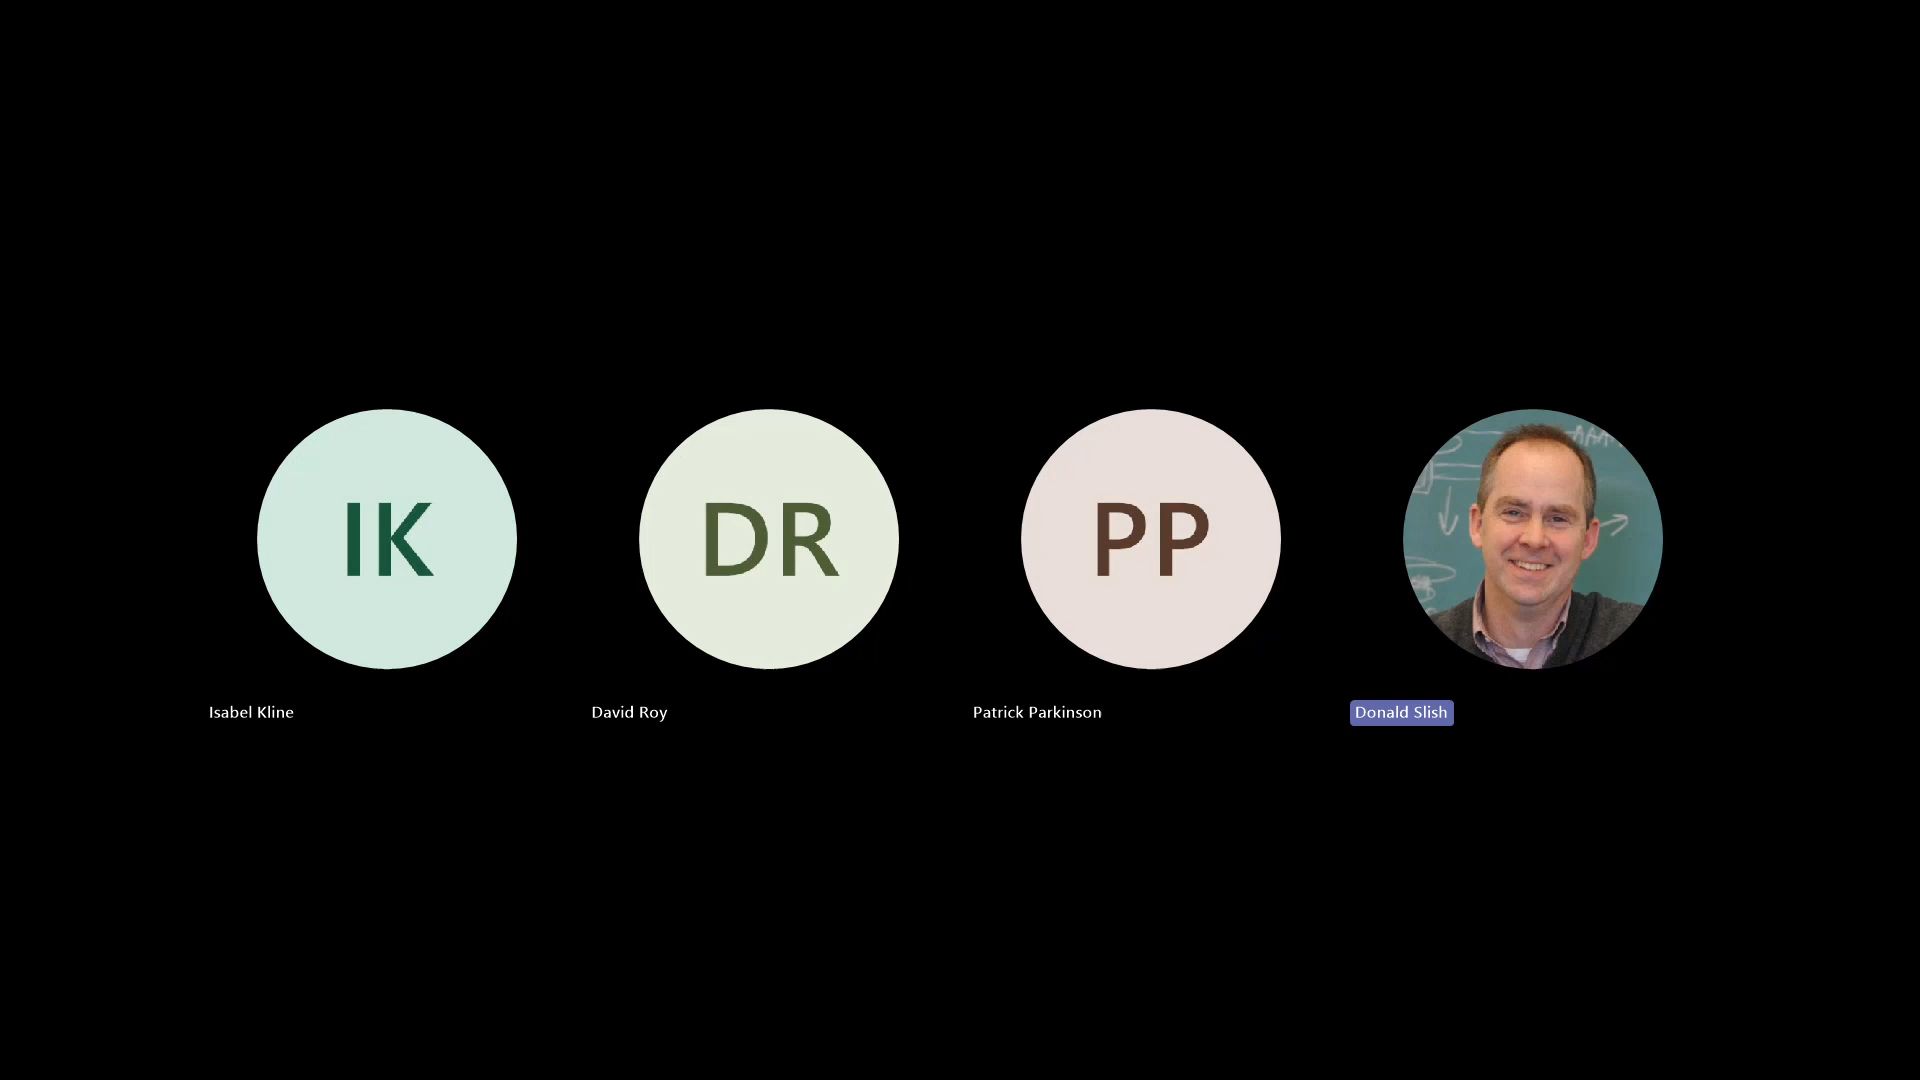 IK
DR
PP
Isabel Kline
David Roy
Patrick Parkinson
Donald Slish